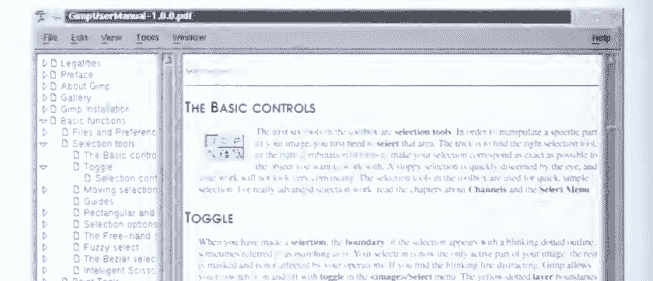 GimpUserManual-1.0.0.pdf
File Edit View Tools Window Help
Legalities
Preface
About Gimp
Gallery
Gimp Installation
Basic functions
Files and Preferenc
Selection tools
The Basic contro
Toggle
Selection cont
Moving selection
Guides
Rectangular and
Selection options
The Free-hand s
Fuzzy select
The Bezier selec
Intelligent Scisso
THE BASIC CONTROLS
The first six tools in the toolbox are selection tools. In order to manipulate a specific part
of your image, you first need to select that area. The trick is to find the right selection tool,
or the right combination of tools to make your selection correspond as exact as possible to
the object you want to work with. A sloppy selection is quickly discerned by the eye, and
your work will not look very convincing. The selection tools in the toolbox are used for quick, simple
selection. For really advanced selection work, read the chapters about Channels and the Select Menu
TOGGLE
When you have made a selection, the boundary of the selection appears with a blinking dotted outline,
sometimes referred to as marching ants. Your selection is now the only active part of your image; the rest
is masked and is not affected by your operations. If you find the blinking line distracting, Gimp allows
you to switch it on and off with toggle in the <image>/Select menu. The yellow-dotted layer boundaries